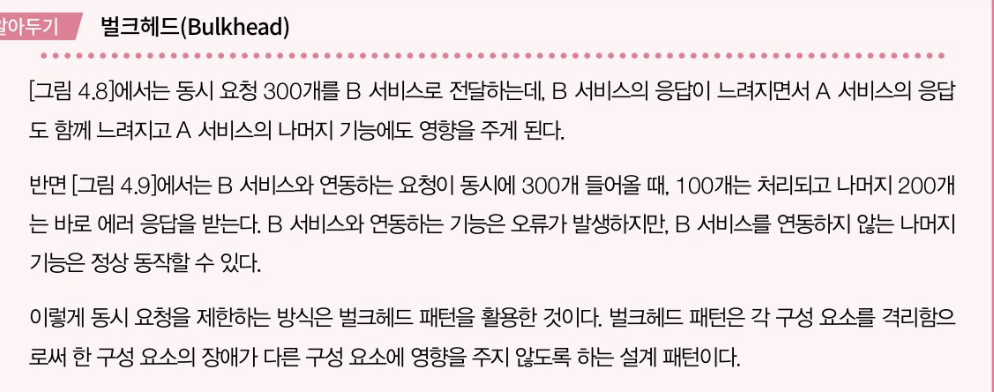 알아두기 벌크헤드(Bulkhead)
[그림 4.8]에서는 동시 요청 300개를 B 서비스로 전달하는데, B 서비스의 응답이 느려지면서 A 서비스의 응답
도 함께 느려지고 A 서비스의 나머지 기능에도 영향을 주게 된다.
반면 [그림 4.9]에서는 B 서비스와 연동하는 요청이 동시에 300개 들어올 때, 100개는 처리되고 나머지 200개
는 바로 에러 응답을 받는다. B 서비스와 연동하는 기능은 오류가 발생하지만, B 서비스를 연동하지 않는 나머지
기능은 정상 동작할 수 있다.
이렇게 동시 요청을 제한하는 방식은 벌크헤드 패턴을 활용한 것이다. 벌크헤드 패턴은 각 구성 요소를 격리함으
로써 한 구성 요소의 장애가 다른 구성 요소에 영향을 주지 않도록 하는 설계 패턴이다.